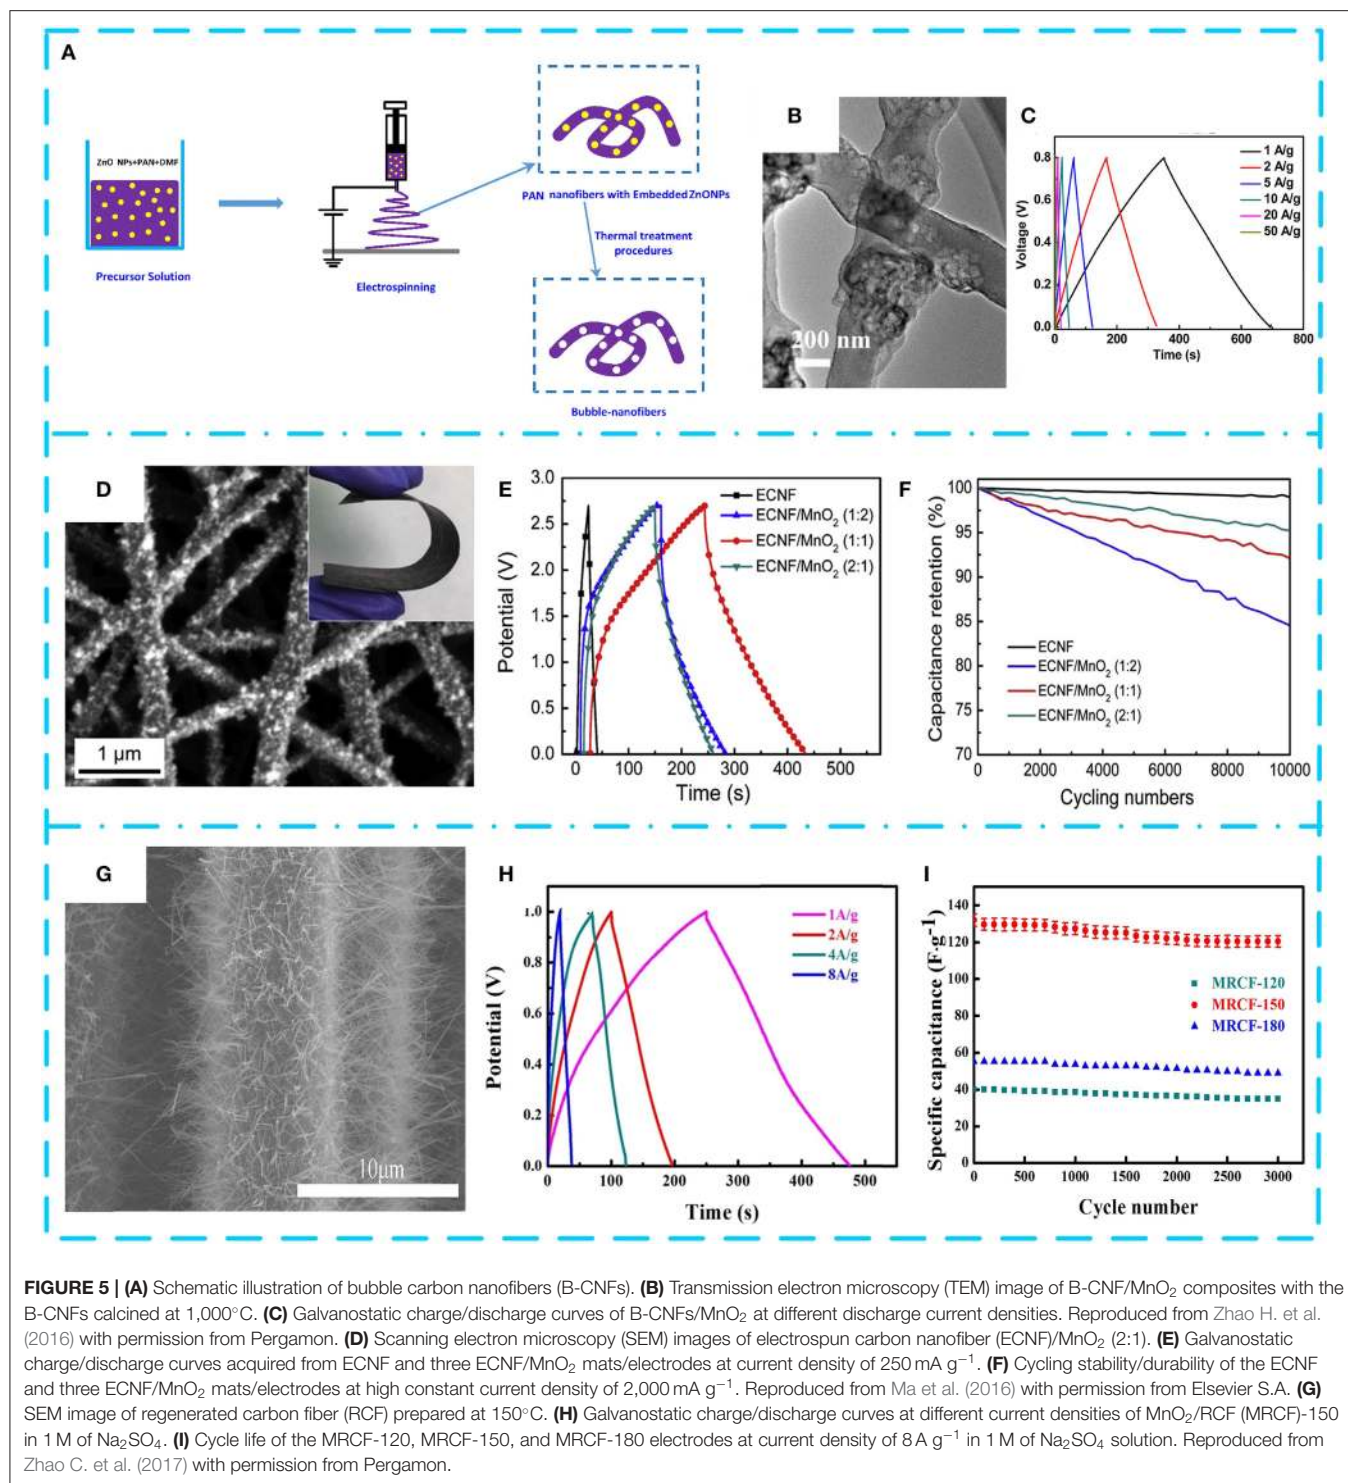 A
ZnO NPs+PAN+DMF
Precursor Solution
Electrospinning
PAN nanofibers with Embedded ZnONPs
Thermal treatment
procedures
Bubble-nanofibers
B
200 nm
C
1 A/g
2 A/g
5 A/g
10 A/g
20 A/g
50 A/g
0.8
0.6
0.4
0.2
0.0
Voltage (V)
0 200 400 600 800
Time (s)
D
1 µm
E
ECNF
ECNF/MnO₂ (1:2)
ECNF/MnO₂ (1:1)
ECNF/MnO₂ (2:1)
3.0
2.5
2.0
1.5
1.0
0.5
0.0
Potential (V)
0 100 200 300 400 500
Time (s)
F
100
95
90
85
80
75
70
Capacitance retention (%)
ECNF
ECNF/MnO₂ (1:2)
ECNF/MnO₂ (1:1)
ECNF/MnO₂ (2:1)
0 2000 4000 6000 8000 10000
Cycling numbers
G
10µm
H
1A/g
2A/g
4A/g
8A/g
1.0
0.8
0.6
0.4
0.2
0.0
Potential (V)
0 100 200 300 400 500
Time (s)
I
140
120
100
80
60
40
20
0
Specific capacitance (F·g⁻¹)
MRCF-120
MRCF-150
MRCF-180
0 500 1000 1500 2000 2500 3000
Cycle number
FIGURE 5 | (A) Schematic illustration of bubble carbon nanofibers (B-CNFs). (B) Transmission electron microscopy (TEM) image of B-CNF/MnO₂ composites with the
B-CNFs calcined at 1,000°C. (C) Galvanostatic charge/discharge curves of B-CNFs/MnO₂ at different discharge current densities. Reproduced from Zhao H. et al.
(2016) with permission from Pergamon. (D) Scanning electron microscopy (SEM) images of electrospun carbon nanofiber (ECNF)/MnO₂ (2:1). (E) Galvanostatic
charge/discharge curves acquired from ECNF and three ECNF/MnO₂ mats/electrodes at current density of 250 mA g⁻¹. (F) Cycling stability/durability of the ECNF
and three ECNF/MnO₂ mats/electrodes at high constant current density of 2,000 mA g⁻¹. Reproduced from Ma et al. (2016) with permission from Elsevier S.A. (G)
SEM image of regenerated carbon fiber (RCF) prepared at 150°C. (H) Galvanostatic charge/discharge curves at different current densities of MnO₂/RCF (MRCF)-150
in 1 M of Na₂SO₄. (I) Cycle life of the MRCF-120, MRCF-150, and MRCF-180 electrodes at current density of 8 A g⁻¹ in 1 M of Na₂SO₄ solution. Reproduced from
Zhao C. et al. (2017) with permission from Pergamon.